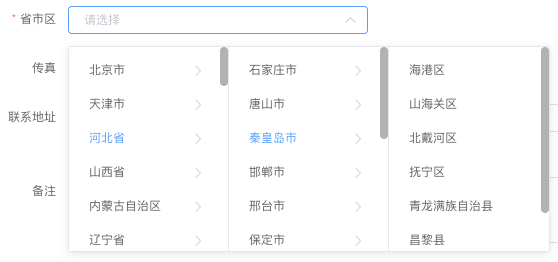 * 省市区
请选择
传真
联系地址
备注
北京市
天津市
河北省
山西省
内蒙古自治区
辽宁省
石家庄市
唐山市
秦皇岛市
邯郸市
邢台市
保定市
海港区
山海关区
北戴河区
抚宁区
青龙满族自治县
昌黎县